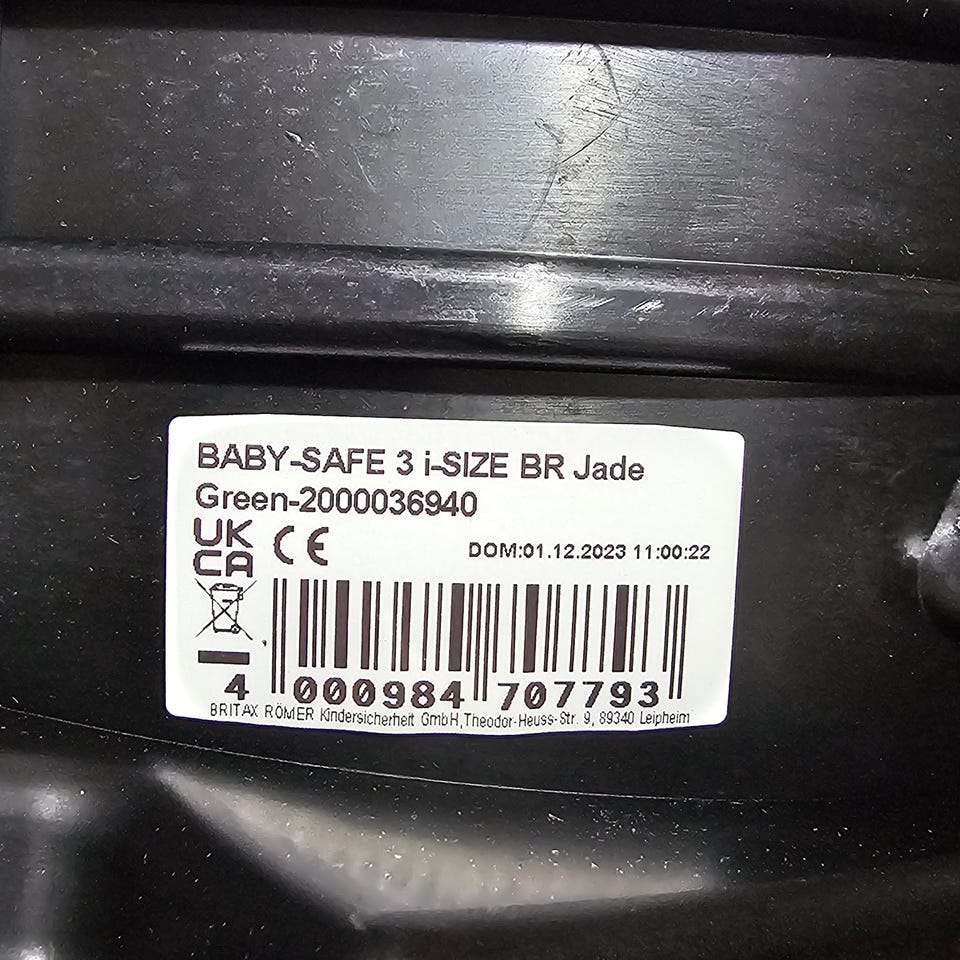 BABY-SAFE 3 i-SIZE BR Jade
Green-2000036940
UK
CA
CE
DOM:01.12.2023 11:00:22
4 000984 707793
BRITAX RÖMER Kindersicherheit GmbH,Theodor-Heuss-Str. 9, 89340 Leipheim